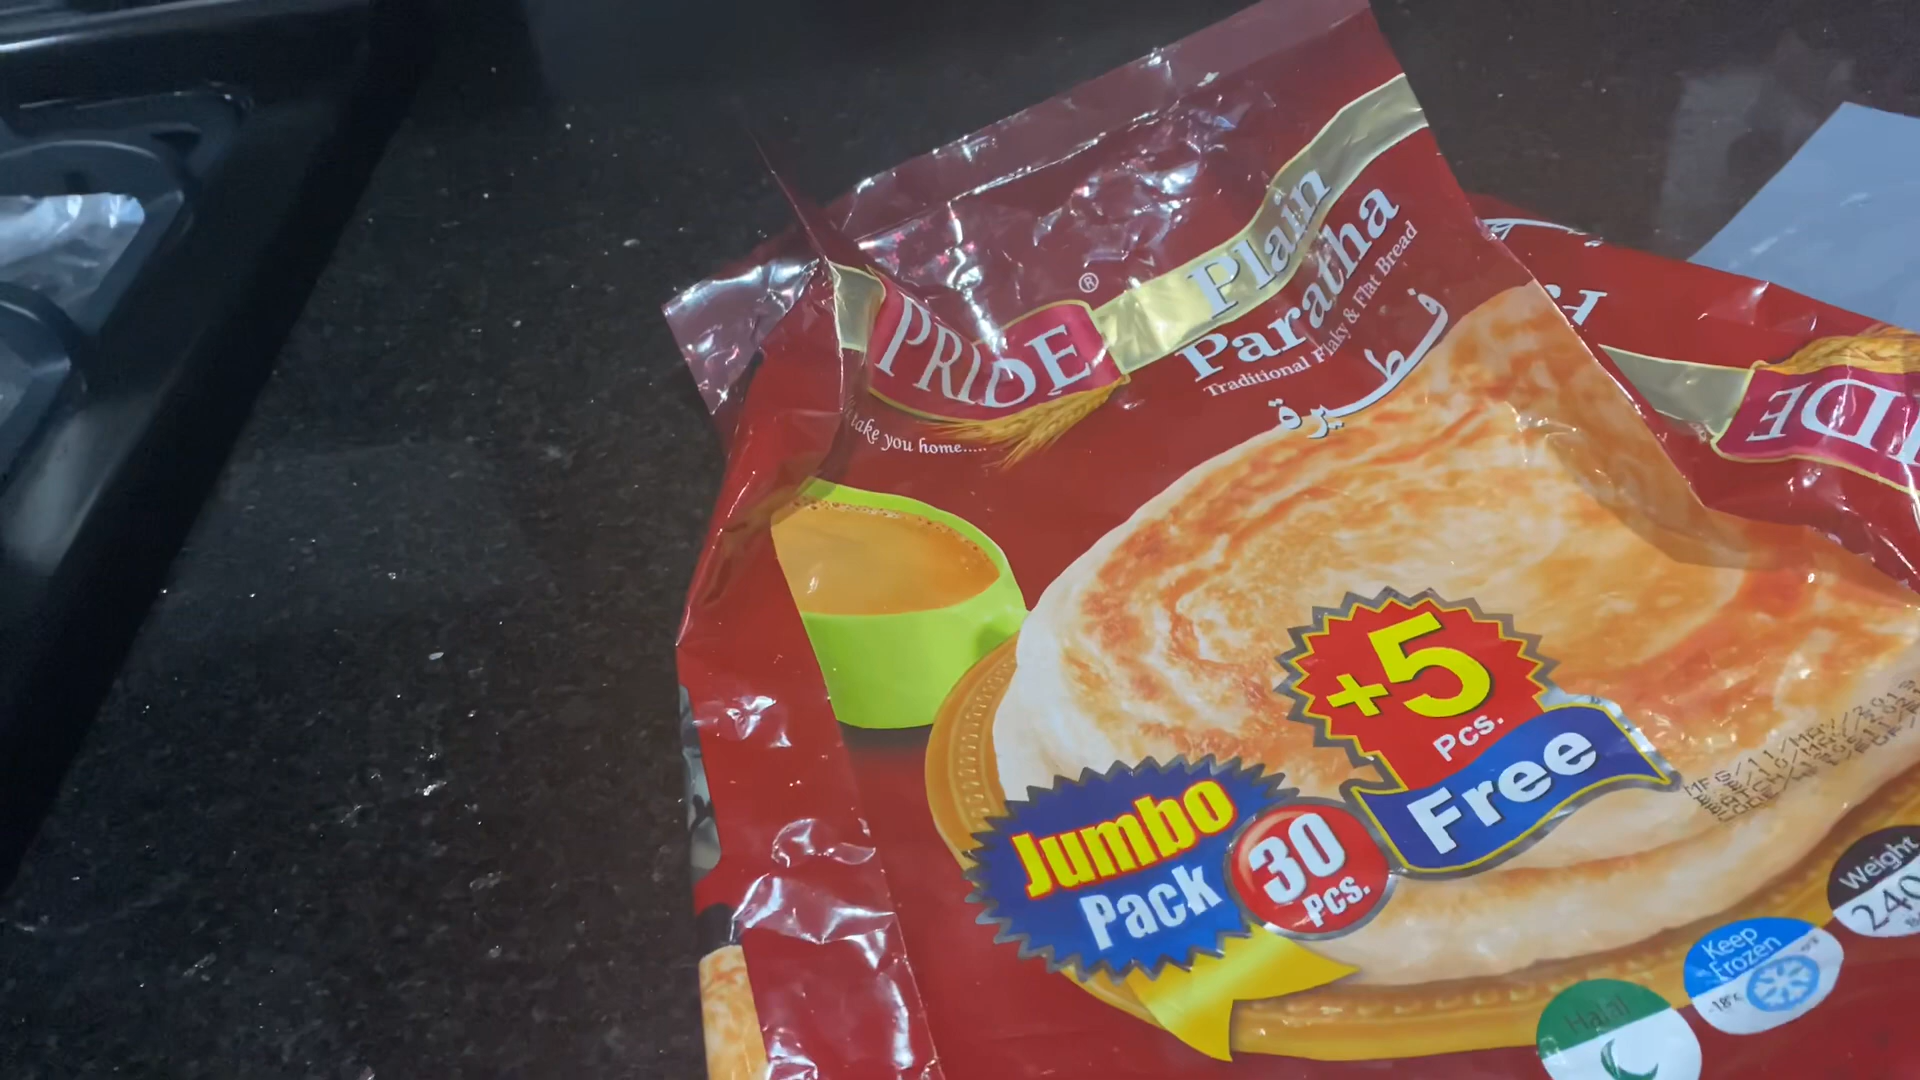 PRIDE
®
take you home.....
Plain
Paratha
Traditional Flaky & Flat Bread
فطيرة
+5
Pcs.
Free
Jumbo
Pack
30
Pcs.
Weight
Keep
Frozen
-18°C
Halal